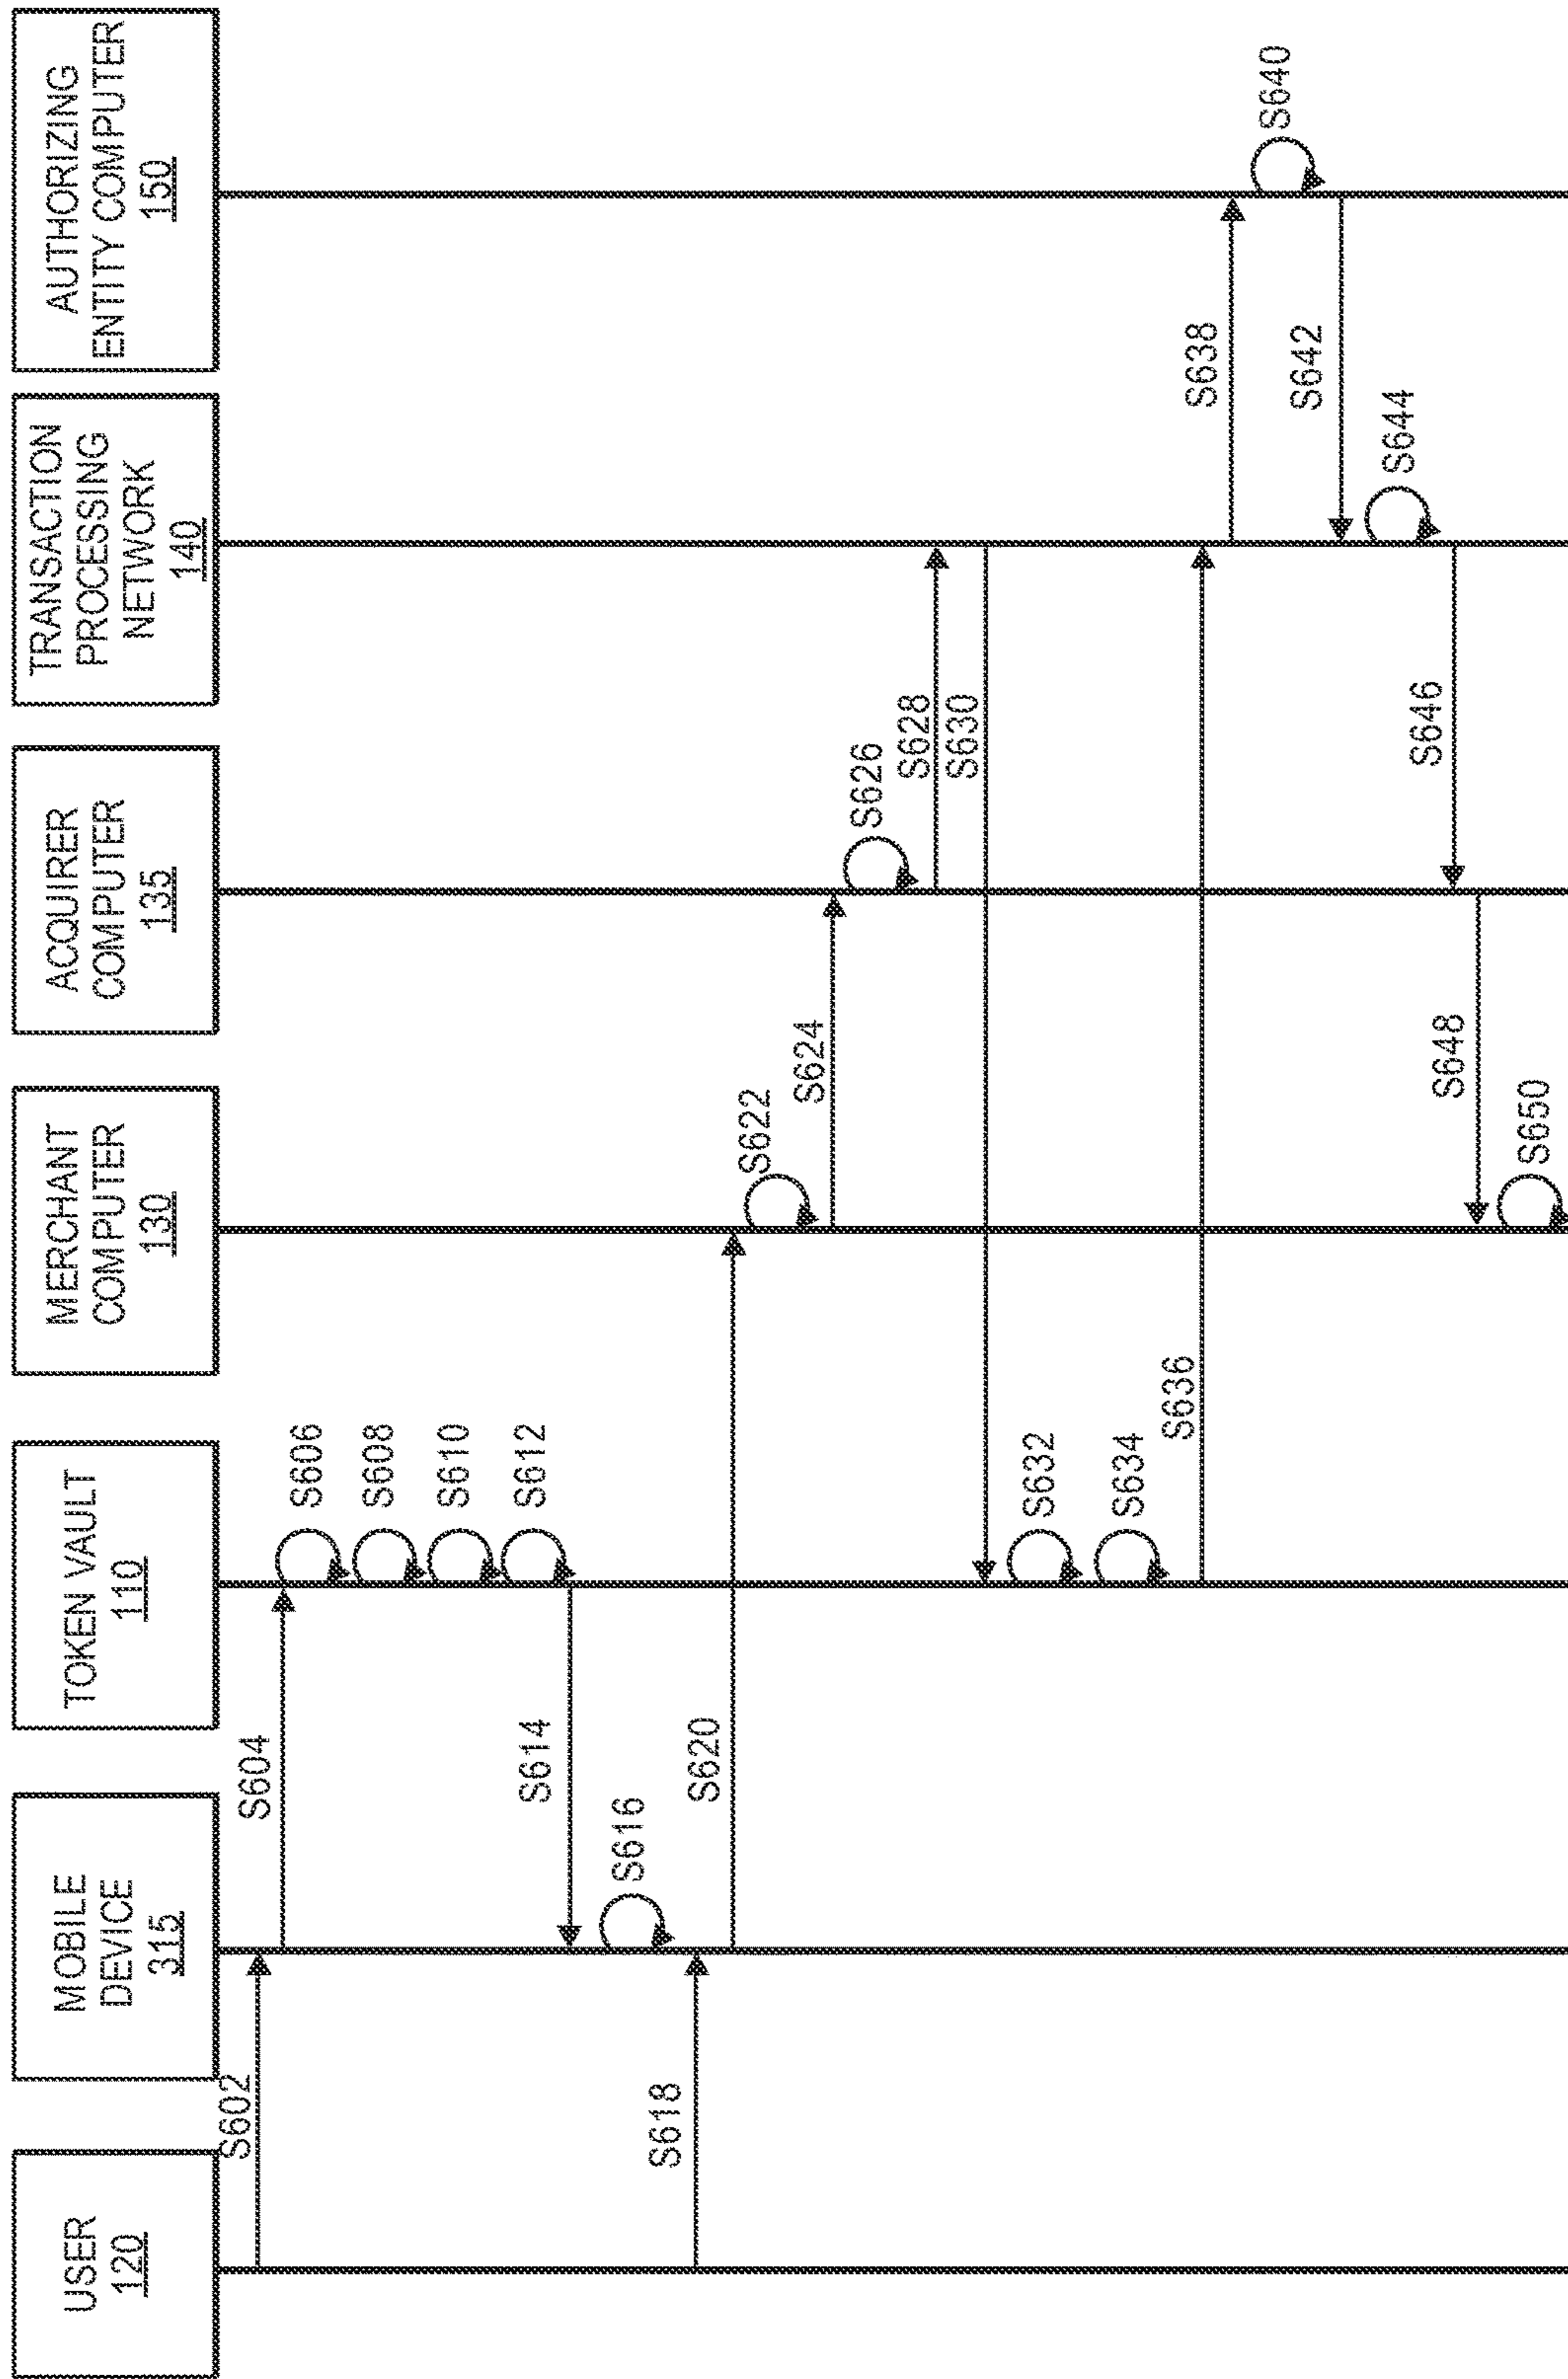 USER
120
MOBILE
DEVICE
315
TOKEN VAULT
110
MERCHANT
COMPUTER
130
ACQUIRER
COMPUTER
135
TRANSACTION
PROCESSING
NETWORK
140
AUTHORIZING
ENTITY COMPUTER
150
S602
S604
S606
S608
S610
S612
S614
S616
S618
S620
S622
S624
S626
S628
S630
S632
S634
S636
S638
S640
S642
S644
S646
S648
S650